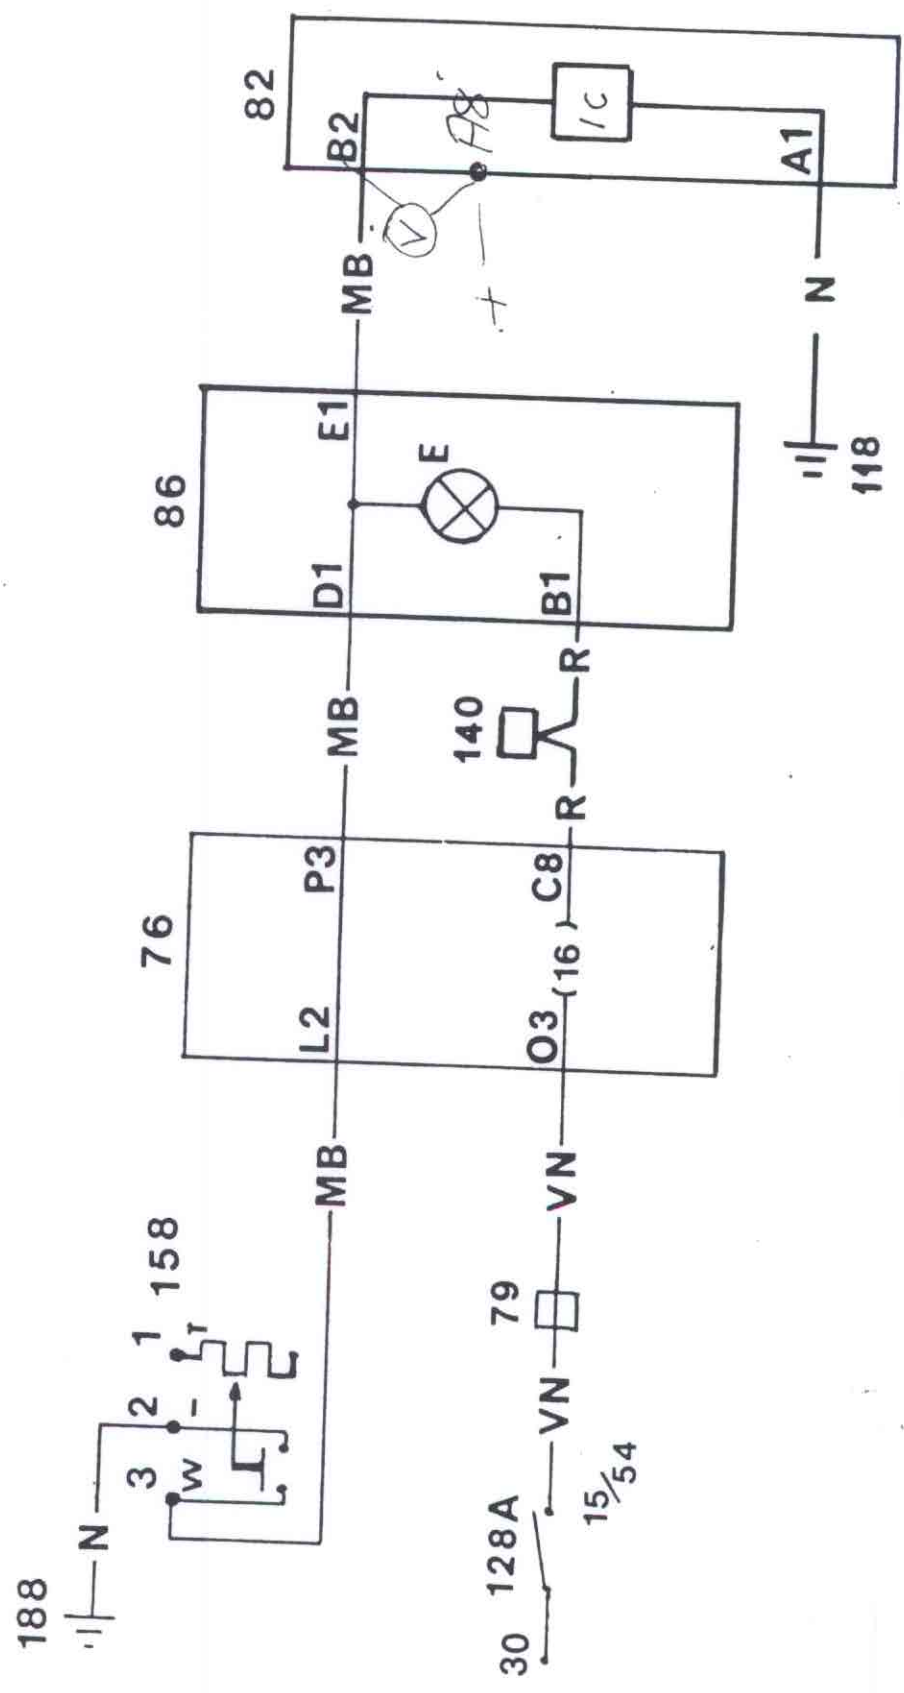 188
N
3 2 1
158
76
86
W - r
82
MB L2 P3 MB D1 E1 MB B2
V
E
A8
+
140
79
128A
30
VN VN O3 (16) C8 R R B1
IC
15/54
N A1
118